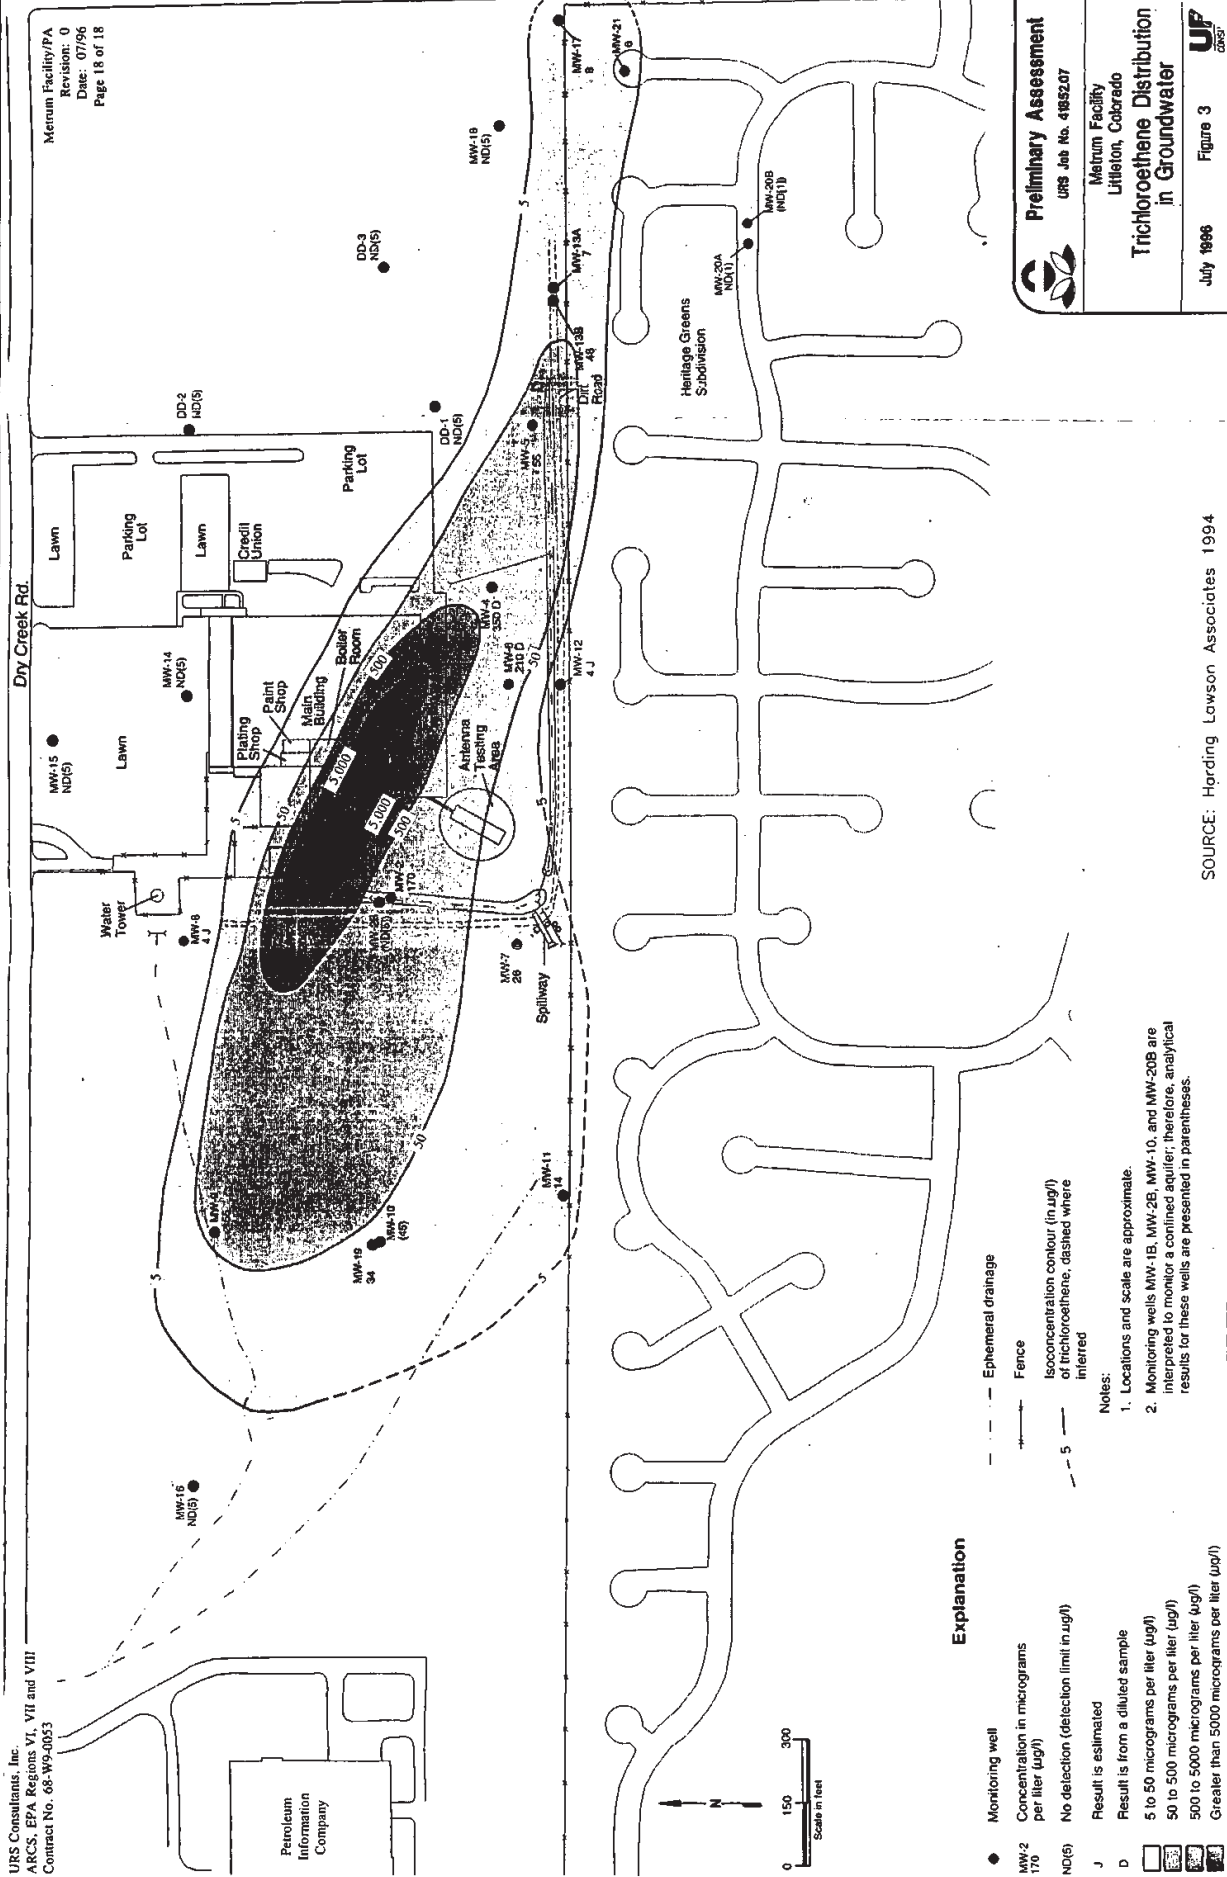 URS Consultants, Inc.
ARCS, EPA Regions VI, VII and VIII
Contract No. 68-W9-0053
Metrum Facility/PA
Revision: 0
Date: 07/96
Page 18 of 18
Dry Creek Rd.
MW-16
ND(5)
MW-15
ND(5)
Lawn
MW-14
ND(5)
Lawn
Parking
Lot
Lawn
Credit
Union
Parking
Lot
DD-2
ND(5)
DD-1
ND(5)
DD-3
ND(5)
MW-18
ND(5)
MW-17
8
MW-21
6
Water
Tower
MW-8
4 J
Plating
Shop
Paint
Shop
Main
Building
Boiler
Room
5
5
5
50
500
5,000
5,000
500
50
50
5
5
MW-2
170
MW-2B
(ND(5))
MW-19
34
MW-10
(45)
MW-11
14
MW-7
26
Spillway
Antenna
Testing
Area
MW-6
210 D
MW-4
350 D
MW-12
4 J
MW-5
MW-13B
48
MW-13A
7
Dirt
Road
Heritage Greens
Subdivision
MW-20A
ND(1)
MW-20B
(ND(1))
Petroleum
Information
Company
0 150 300
Scale in feet
N
Explanation
Monitoring well
MW-2
170
Concentration in micrograms
per liter (µg/l)
ND(5) No detection (detection limit in µg/l)
J Result is estimated
D Result is from a diluted sample
5 to 50 micrograms per liter (µg/l)
50 to 500 micrograms per liter (µg/l)
500 to 5000 micrograms per liter (µg/l)
Greater than 5000 micrograms per liter (µg/l)
Ephemeral drainage
Fence
5 Isoconcentration contour (in µg/l)
of trichloroethene, dashed where
inferred
Notes:
1. Locations and scale are approximate.
2. Monitoring wells MW-1B, MW-2B, MW-10, and MW-20B are
interpreted to monitor a confined aquifer; therefore, analytical
results for these wells are presented in parentheses.
SOURCE: Harding Lawson Associates 1994
Preliminary Assessment
URS Job No. 4185207
Metrum Facility
Littleton, Colorado
Trichloroethene Distribution
in Groundwater
July 1996 Figure 3